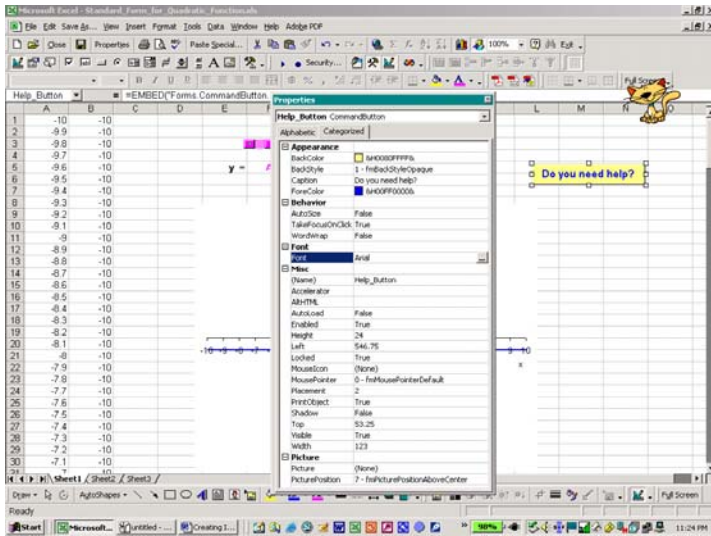 Microsoft Excel - Standard_Form_for_Quadratic_Function.xls
File Edit Save As... View Insert Format Tools Data Window Help Adobe PDF
Close Properties Paste Special... 100%
Security...
Full Screen
Help_Button = =EMBED("Forms.CommandButton.
A B C D E L M N O
1 -10 -10
2 -9.9 -10
3 -9.8 -10
4 -9.7 -10
5 -9.6 -10
6 -9.5 -10
7 -9.4 -10
8 -9.3 -10
9 -9.2 -10
10 -9.1 -10
11 -9 -10
12 -8.9 -10
13 -8.8 -10
14 -8.7 -10
15 -8.6 -10
16 -8.5 -10
17 -8.4 -10
18 -8.3 -10
19 -8.2 -10
20 -8.1 -10
21 -8 -10
22 -7.9 -10
23 -7.8 -10
24 -7.7 -10
25 -7.6 -10
26 -7.5 -10
27 -7.4 -10
28 -7.3 -10
29 -7.2 -10
30 -7.1 -10
y =
-10 -9 -8 -7
9 10
x
Properties
Help_Button CommandButton
Alphabetic Categorized
Appearance
BackColor &H0080FFFF&
BackStyle 1 - fmBackStyleOpaque
Caption Do you need help?
ForeColor &H00FF0000&
Behavior
AutoSize False
TakeFocusOnClick True
WordWrap False
Font
Font Arial
Misc
(Name) Help_Button
Accelerator
AltHTML
AutoLoad False
Enabled True
Height 24
Left 546.75
Locked True
MouseIcon (None)
MousePointer 0 - fmMousePointerDefault
Placement 2
PrintObject True
Shadow False
Top 53.25
Visible True
Width 123
Picture
Picture (None)
PicturePosition 7 - fmPicturePositionAboveCenter
Do you need help?
Sheet1 Sheet2 Sheet3
Draw AutoShapes Full Screen
Ready
Start Microsoft... untitled - ... Creating I... 98% 11:24 PM